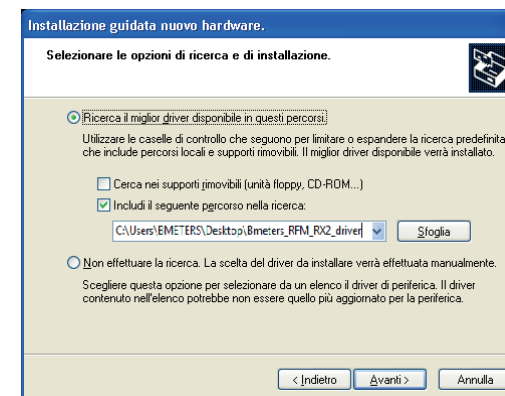 Installazione guidata nuovo hardware.
Selezionare le opzioni di ricerca e di installazione.
Ricerca il miglior driver disponibile in questi percorsi.
Utilizzare le caselle di controllo che seguono per limitare o espandere la ricerca predefinita
che include percorsi locali e supporti rimovibili. Il miglior driver disponibile verrà installato.
Cerca nei supporti rimovibili (unità floppy, CD-ROM...)
Includi il seguente percorso nella ricerca:
C:\Users\BMETERS\Desktop\Bmeters_RFM_RX2_driver
Sfoglia
Non effettuare la ricerca. La scelta del driver da installare verrà effettuata manualmente.
Scegliere questa opzione per selezionare da un elenco il driver di periferica. Il driver
contenuto nell'elenco potrebbe non essere quello più aggiornato per la periferica.
< Indietro Avanti > Annulla